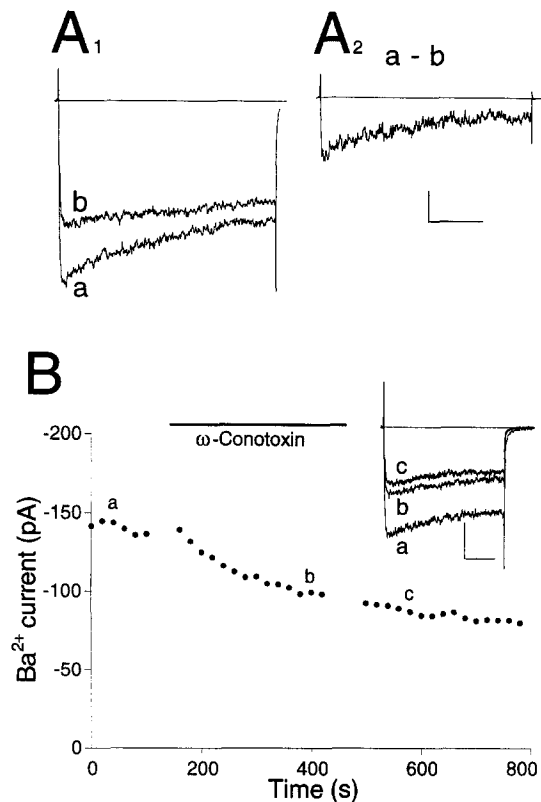 A1
A2
a - b
b
a
B
ω-Conotoxin
-200
-150
-100
-50
0
Ba2+ current (pA)
a
b
c
c
b
a
0
200
400
600
800
Time (s)